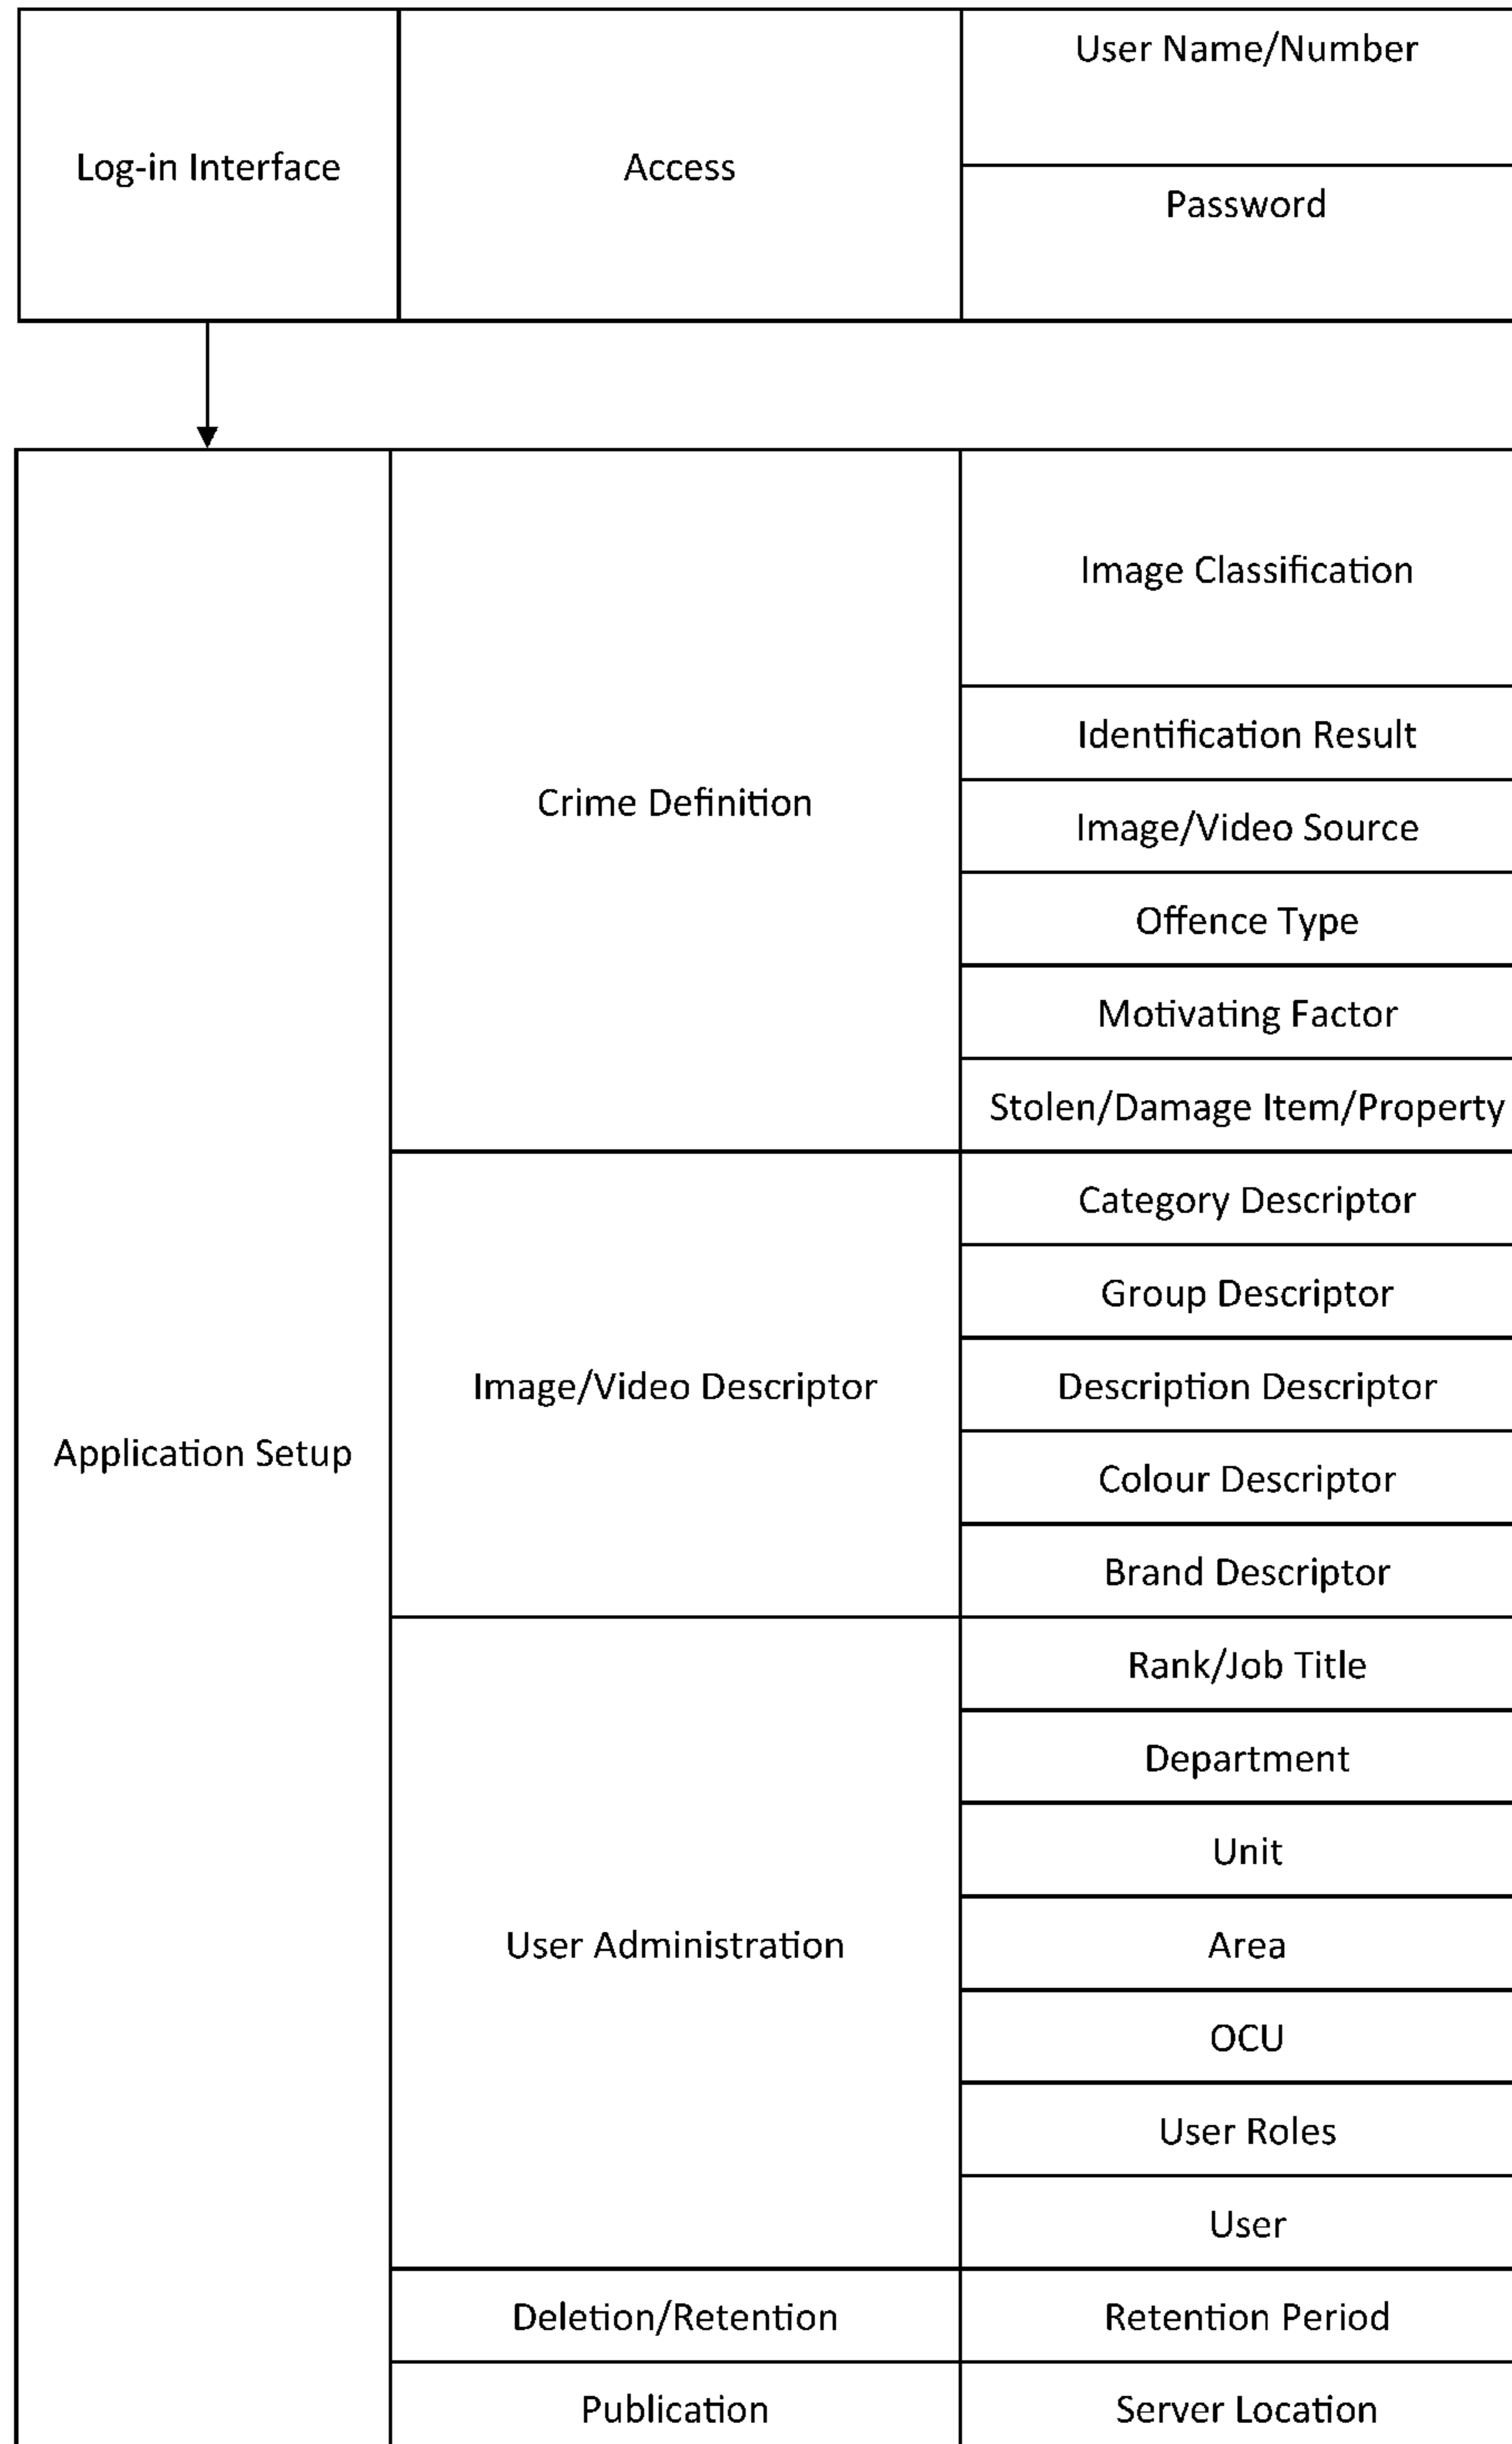 User Name/Number
Log-in Interface
Access
Password
Image Classification
Identification Result
Crime Definition
Image/Video Source
Offence Type
Motivating Factor
Stolen/Damage Item/Property
Category Descriptor
Group Descriptor
Image/Video Descriptor
Description Descriptor
Application Setup
Colour Descriptor
Brand Descriptor
Rank/Job Title
Department
Unit
User Administration
Area
OCU
User Roles
User
Deletion/Retention
Retention Period
Publication
Server Location